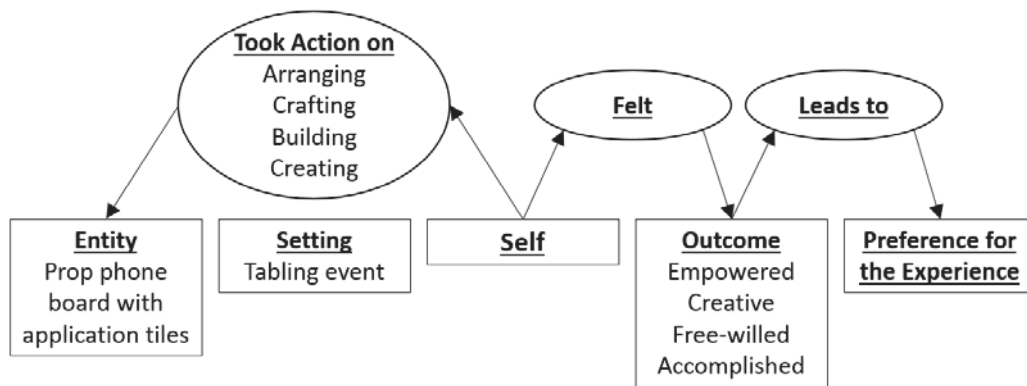 Took Action on
Arranging
Crafting
Building
Creating
Felt
Leads to
Entity
Prop phone
board with
application tiles
Setting
Tabling event
Self
Outcome
Empowered
Creative
Free-willed
Accomplished
Preference for
the Experience